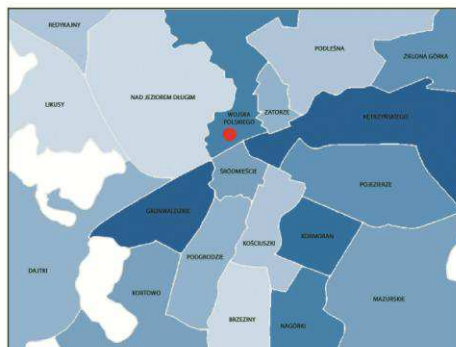 REDYKAJNY
PODLEŚNA
ZIELONA GÓRKA
NAD JEZIOREM DŁUGIM
LIKUSY
WOJSKA
POLSKIEGO
ZATORZE
KĘTRZYŃSKIEGO
ŚRÓDMIEŚCIE
POJEZIERZE
GRUNWALDZKIE
KOŚCIUSZKI
KORMORAN
PODGRODZIE
DAJTKI
KORTOWO
MAZURSKIE
BRZEZINY
NAGÓRKI